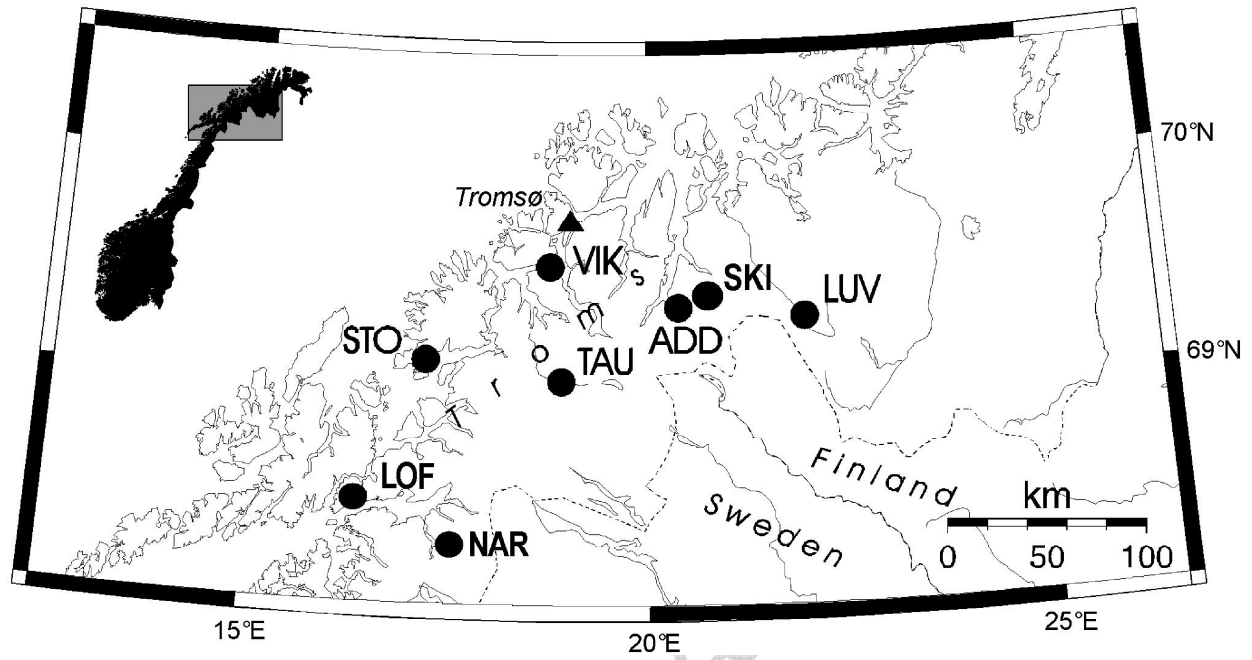 70°N
Tromsø
VIK
SKI
LUV
ADD
STO
TAU
69°N
Troms
LOF
NAR
Finland
Sweden
km
0 50 100
15°E
20°E
25°E